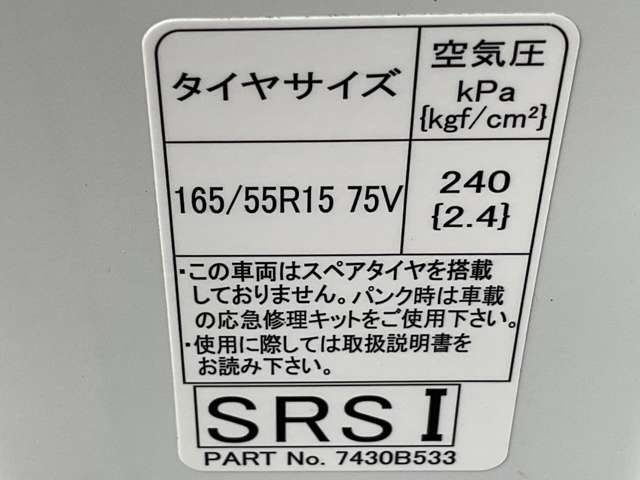 タイヤサイズ
空気圧
kPa
{kgf/cm²}
165/55R15 75V
240
{2.4}
・この車両はスペアタイヤを搭載
しておりません。パンク時は車載
の応急修理キットをご使用下さい。
・使用に際しては取扱説明書を
お読み下さい。
SRS I
PART No. 7430B533